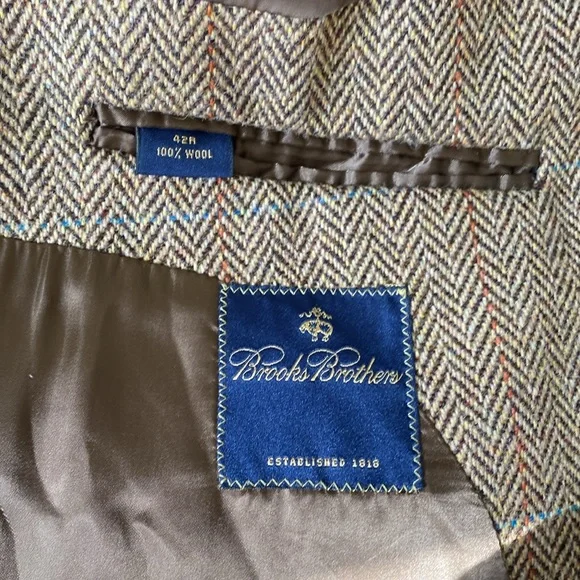 42R
100% WOOL
Brooks Brothers
ESTABLISHED 1818